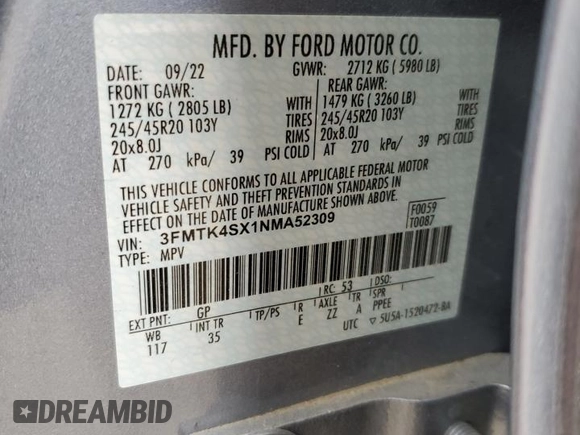 MFD. BY FORD MOTOR CO.
DATE: 09/22 GVWR: 2712 KG ( 5980 LB)
FRONT GAWR: REAR GAWR:
1272 KG ( 2805 LB) WITH 1479 KG ( 3260 LB) WITH
245/45R20 103Y TIRES 245/45R20 103Y TIRES
20x8.0J RIMS 20x8.0J RIMS
AT 270 kPa/ 39 PSI COLD AT 270 kPa/ 39 PSI COLD
THIS VEHICLE CONFORMS TO ALL APPLICABLE FEDERAL MOTOR
VEHICLE SAFETY AND THEFT PREVENTION STANDARDS IN
EFFECT ON THE DATE OF MANUFACTURE SHOWN ABOVE.
VIN: 3FMTK4SX1NMA52309 F0059
TYPE: MPV T0087
RC: 53 DSO:
EXT PNT: GP
WB INT TR TP/PS R AXLE TR SPR
117 35 E ZZ A PPEE
UTC ▽ 5U5A-1520472-BA
DREAMBID